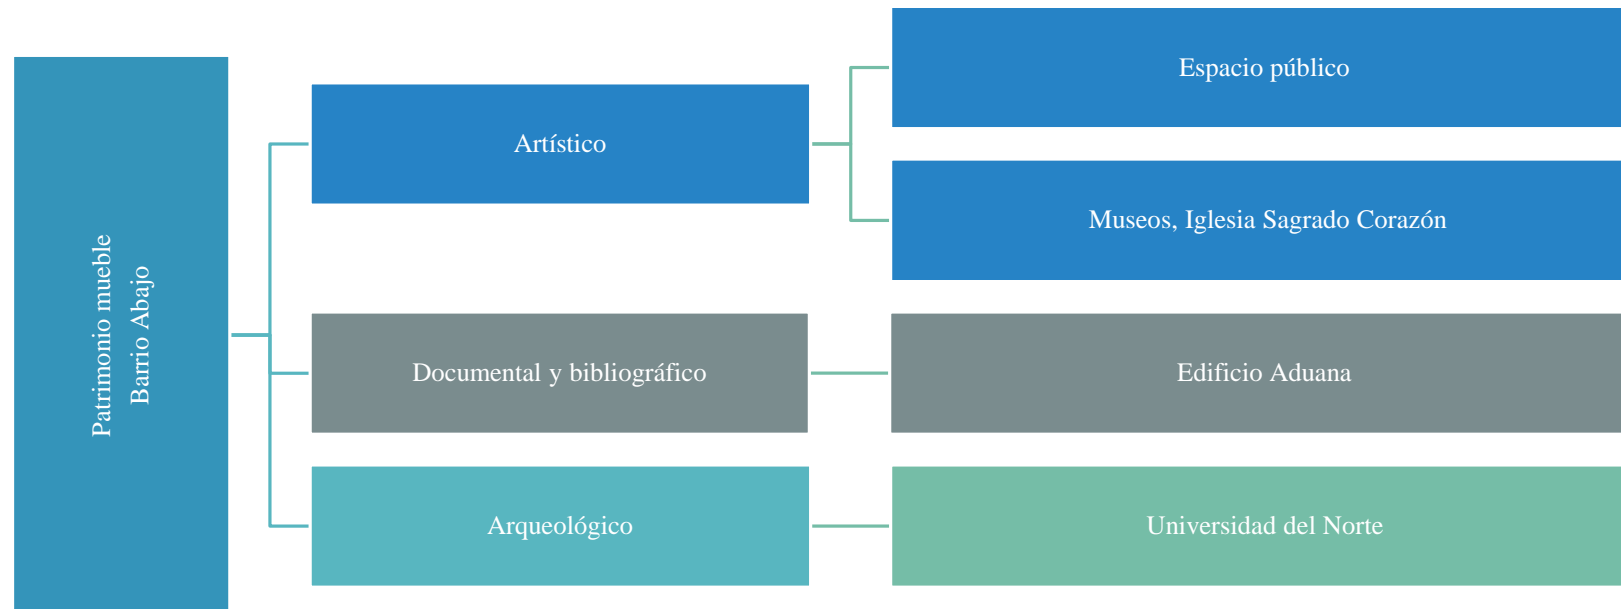 Patrimonio mueble
Barrio Abajo
Artístico
Espacio público
Museos, Iglesia Sagrado Corazón
Documental y bibliográfico
Edificio Aduana
Arqueológico
Universidad del Norte